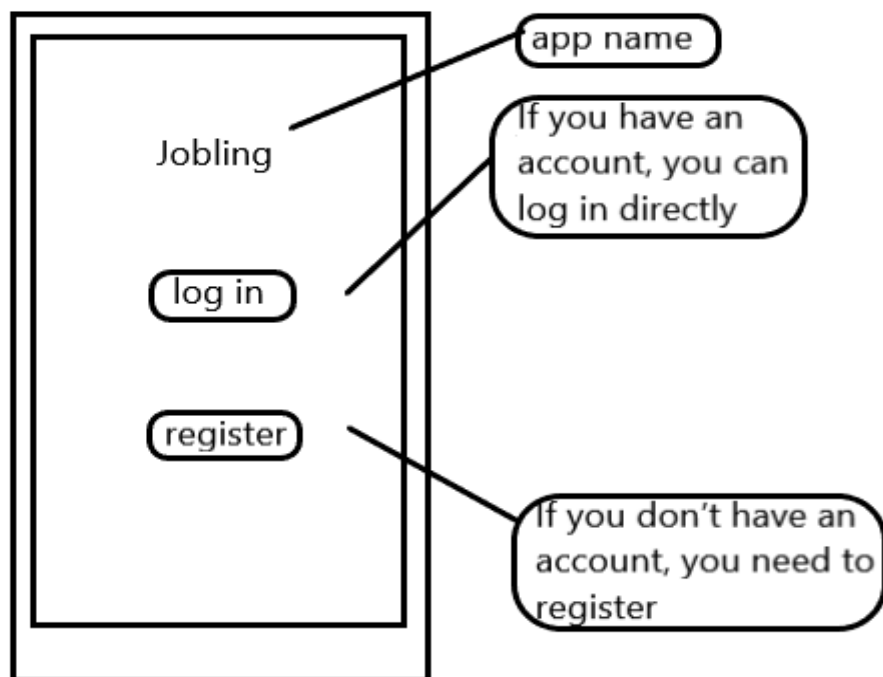 app name
Jobling
If you have an
account, you can
log in directly
log in
register
If you don't have an
account, you need to
register